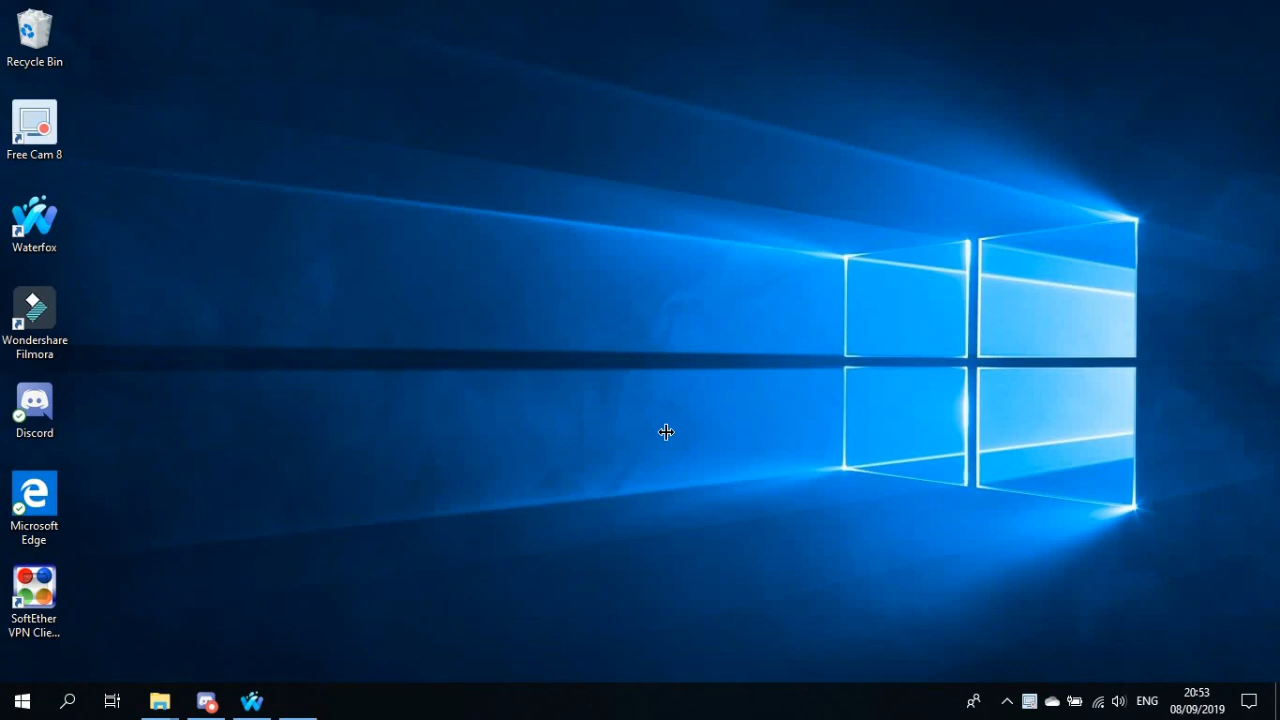 Recycle Bin
Free Cam 8
Waterfox
Wondershare
Filmora
Discord
Microsoft
Edge
SoftEther
VPN Clie...
ENG
20:53
08/09/2019